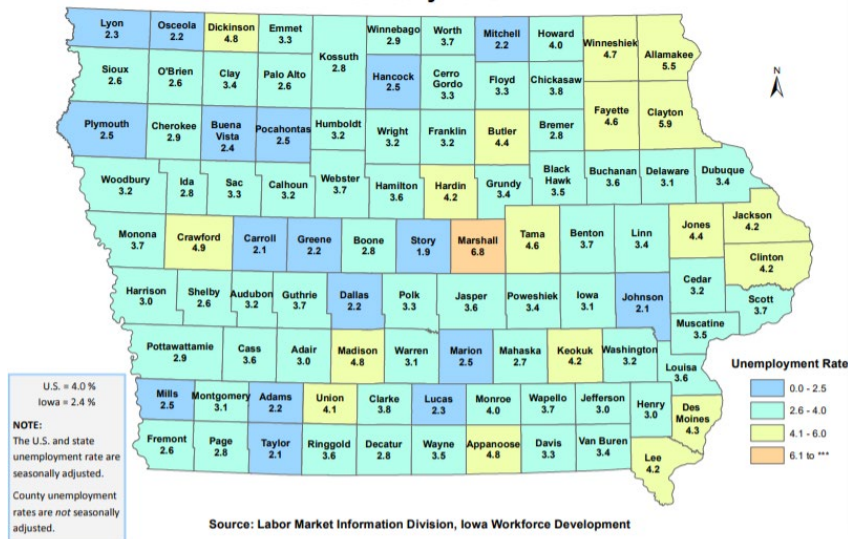 Lyon
2.3
Osceola
2.2
Dickinson
4.8
Emmet
3.3
Kossuth
2.8
Winnebago
2.9
Worth
3.7
Mitchell
2.2
Howard
4.0
Winneshiek
4.7
Allamakee
5.5
N
Sioux
2.6
O'Brien
2.6
Clay
3.4
Palo Alto
2.6
Hancock
2.5
Cerro
Gordo
3.3
Floyd
3.3
Chickasaw
3.8
Fayette
4.6
Clayton
5.9
Plymouth
2.5
Cherokee
2.9
Buena
Vista
2.4
Pocahontas
2.5
Humboldt
3.2
Wright
3.2
Franklin
3.2
Butler
4.4
Bremer
2.8
Woodbury
3.2
Ida
2.8
Sac
3.3
Calhoun
3.2
Webster
3.7
Hamilton
3.6
Hardin
4.2
Grundy
3.4
Black
Hawk
3.5
Buchanan
3.6
Delaware
3.1
Dubuque
3.4
Monona
3.7
Crawford
4.9
Carroll
2.1
Greene
2.2
Boone
2.8
Story
1.9
Marshall
6.8
Tama
4.6
Benton
3.7
Linn
3.4
Jones
4.4
Jackson
4.2
Clinton
4.2
Harrison
3.0
Shelby
2.6
Audubon
3.2
Guthrie
3.7
Dallas
2.2
Polk
3.3
Jasper
3.6
Poweshiek
3.4
Iowa
3.1
Johnson
2.1
Cedar
3.2
Scott
3.7
Muscatine
3.5
Pottawattamie
2.9
Cass
3.6
Adair
3.0
Madison
4.8
Warren
3.1
Marion
2.5
Mahaska
2.7
Keokuk
4.2
Washington
3.2
Louisa
3.6
Mills
2.5
Montgomery
3.1
Adams
2.2
Union
4.1
Clarke
3.8
Lucas
2.3
Monroe
4.0
Wapello
3.7
Jefferson
3.0
Henry
3.0
Des
Moines
4.3
Fremont
2.6
Page
2.8
Taylor
2.1
Ringgold
3.6
Decatur
2.8
Wayne
3.5
Appanoose
4.8
Davis
3.3
Van Buren
3.4
Lee
4.2
Unemployment Rate
0.0 - 2.5
2.6 - 4.0
4.1 - 6.0
6.1 to ***
U.S. = 4.0 %
Iowa = 2.4 %
NOTE:
The U.S. and state
unemployment rate are
seasonally adjusted.
County unemployment
rates are not seasonally
adjusted.
Source: Labor Market Information Division, Iowa Workforce Development